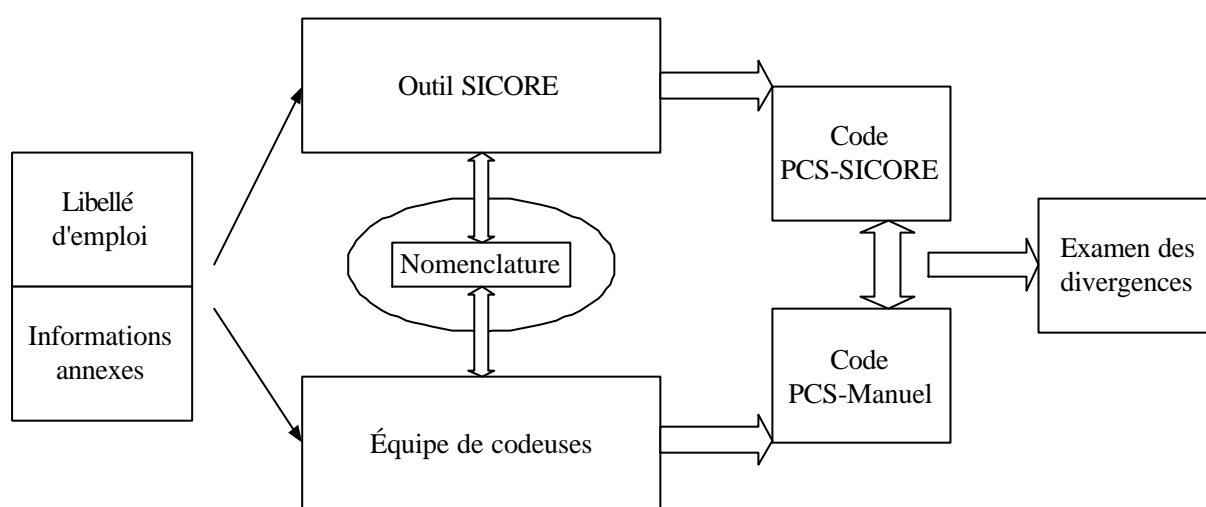 Outil SICORE
Libellé
d'emploi
Informations
annexes
Nomenclature
Équipe de codeuses
Code
PCS-SICORE
Code
PCS-Manuel
Examen des
divergences